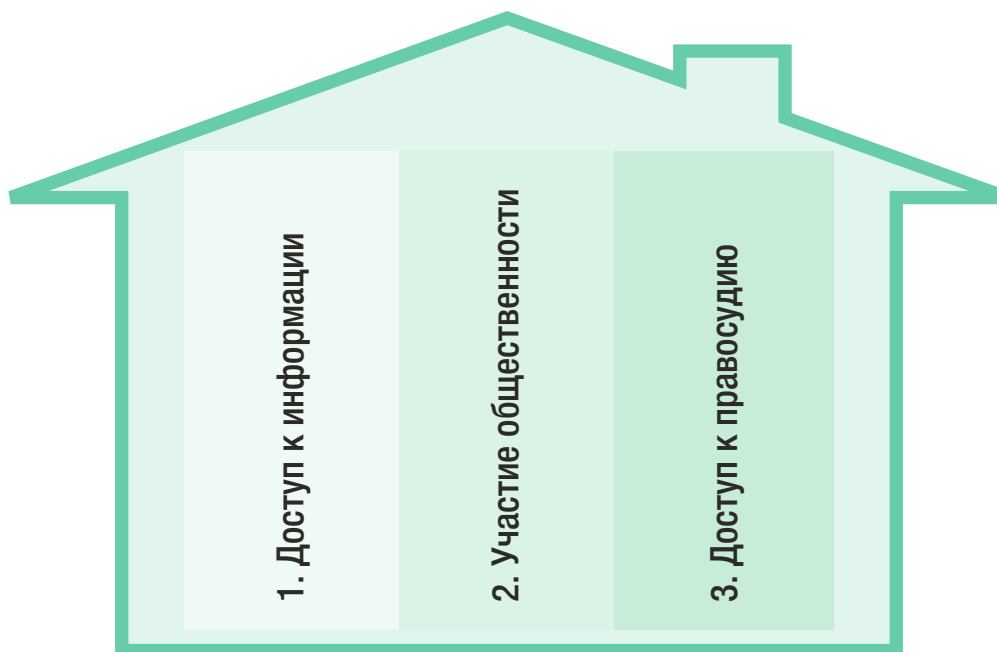 1. Доступ к информации
2. Участие общественности
3. Доступ к правосудию